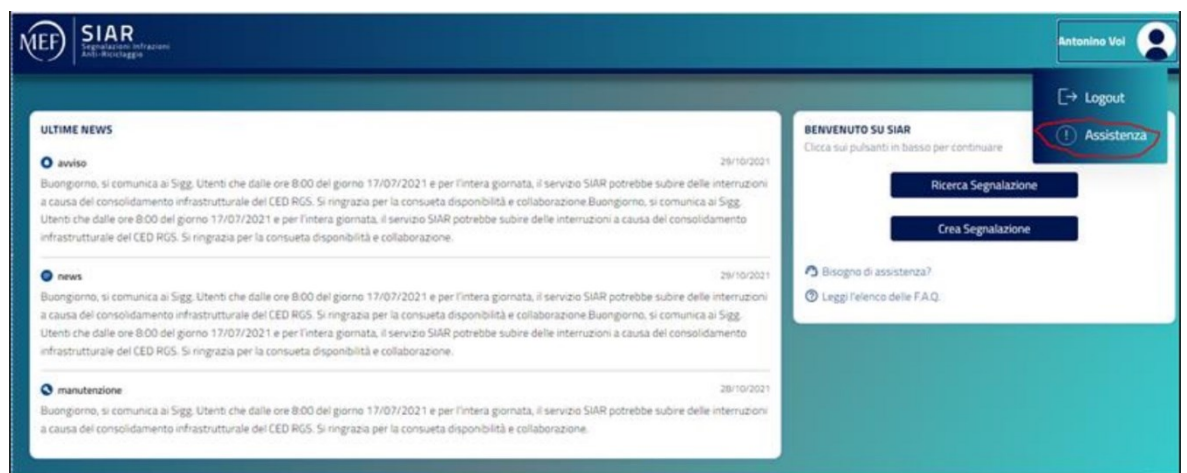 MEF
SIAR
Segnalazioni Infrazioni
Anti-Riciclaggio
Antonino Voi
Logout
Assistenza
ULTIME NEWS
avviso
29/10/2021
Buongiorno, si comunica ai Sigg. Utenti che dalle ore 8:00 del giorno 17/07/2021 e per l'intera giornata, il servizio SIAR potrebbe subire delle interruzioni
a causa del consolidamento infrastrutturale del CED RGS. Si ringrazia per la consueta disponibilità e collaborazione.Buongiorno, si comunica ai Sigg.
Utenti che dalle ore 8:00 del giorno 17/07/2021 e per l'intera giornata, il servizio SIAR potrebbe subire delle interruzioni a causa del consolidamento
infrastrutturale del CED RGS. Si ringrazia per la consueta disponibilità e collaborazione.
news
29/10/2021
Buongiorno, si comunica ai Sigg. Utenti che dalle ore 8:00 del giorno 17/07/2021 e per l'intera giornata, il servizio SIAR potrebbe subire delle interruzioni
a causa del consolidamento infrastrutturale del CED RGS. Si ringrazia per la consueta disponibilità e collaborazione.Buongiorno, si comunica ai Sigg.
Utenti che dalle ore 8:00 del giorno 17/07/2021 e per l'intera giornata, il servizio SIAR potrebbe subire delle interruzioni a causa del consolidamento
infrastrutturale del CED RGS. Si ringrazia per la consueta disponibilità e collaborazione.
manutenzione
28/10/2021
Buongiorno, si comunica ai Sigg. Utenti che dalle ore 8:00 del giorno 17/07/2021 e per l'intera giornata, il servizio SIAR potrebbe subire delle interruzioni
a causa del consolidamento infrastrutturale del CED RGS. Si ringrazia per la consueta disponibilità e collaborazione.
BENVENUTO SU SIAR
Clicca sui pulsanti in basso per continuare
Ricerca Segnalazione
Crea Segnalazione
Bisogno di assistenza?
Leggi l'elenco delle F.A.Q.